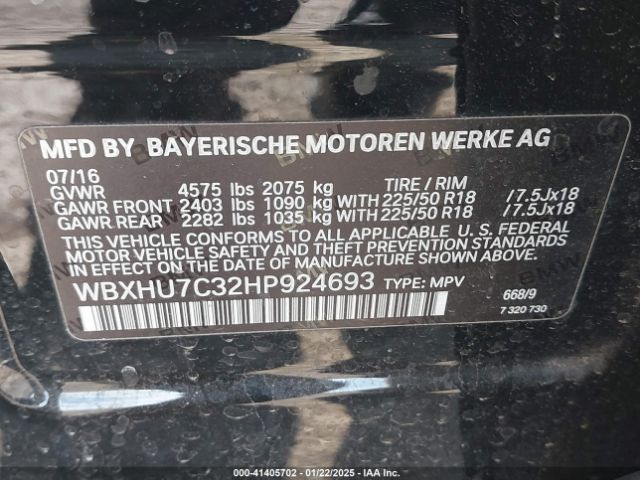 MFD BY BAYERISCHE MOTOREN WERKE AG
07/16
GVWR 4575 lbs 2075 kg TIRE / RIM
GAWR FRONT 2403 lbs 1090 kg WITH 225/50 R18 /7.5Jx18
GAWR REAR 2282 lbs 1035 kg WITH 225/50 R18 /7.5Jx18
THIS VEHICLE CONFORMS TO ALL APPLICABLE U. S. FEDERAL
MOTOR VEHICLE SAFETY AND THEFT PREVENTION STANDARDS
IN EFFECT ON THE DATE OF MANUFACTURE SHOWN ABOVE.
WBXHU7C32HP924693 TYPE: MPV
668/9
7 320 730
01-41405702 - 01/22/2025 - IAA Inc.